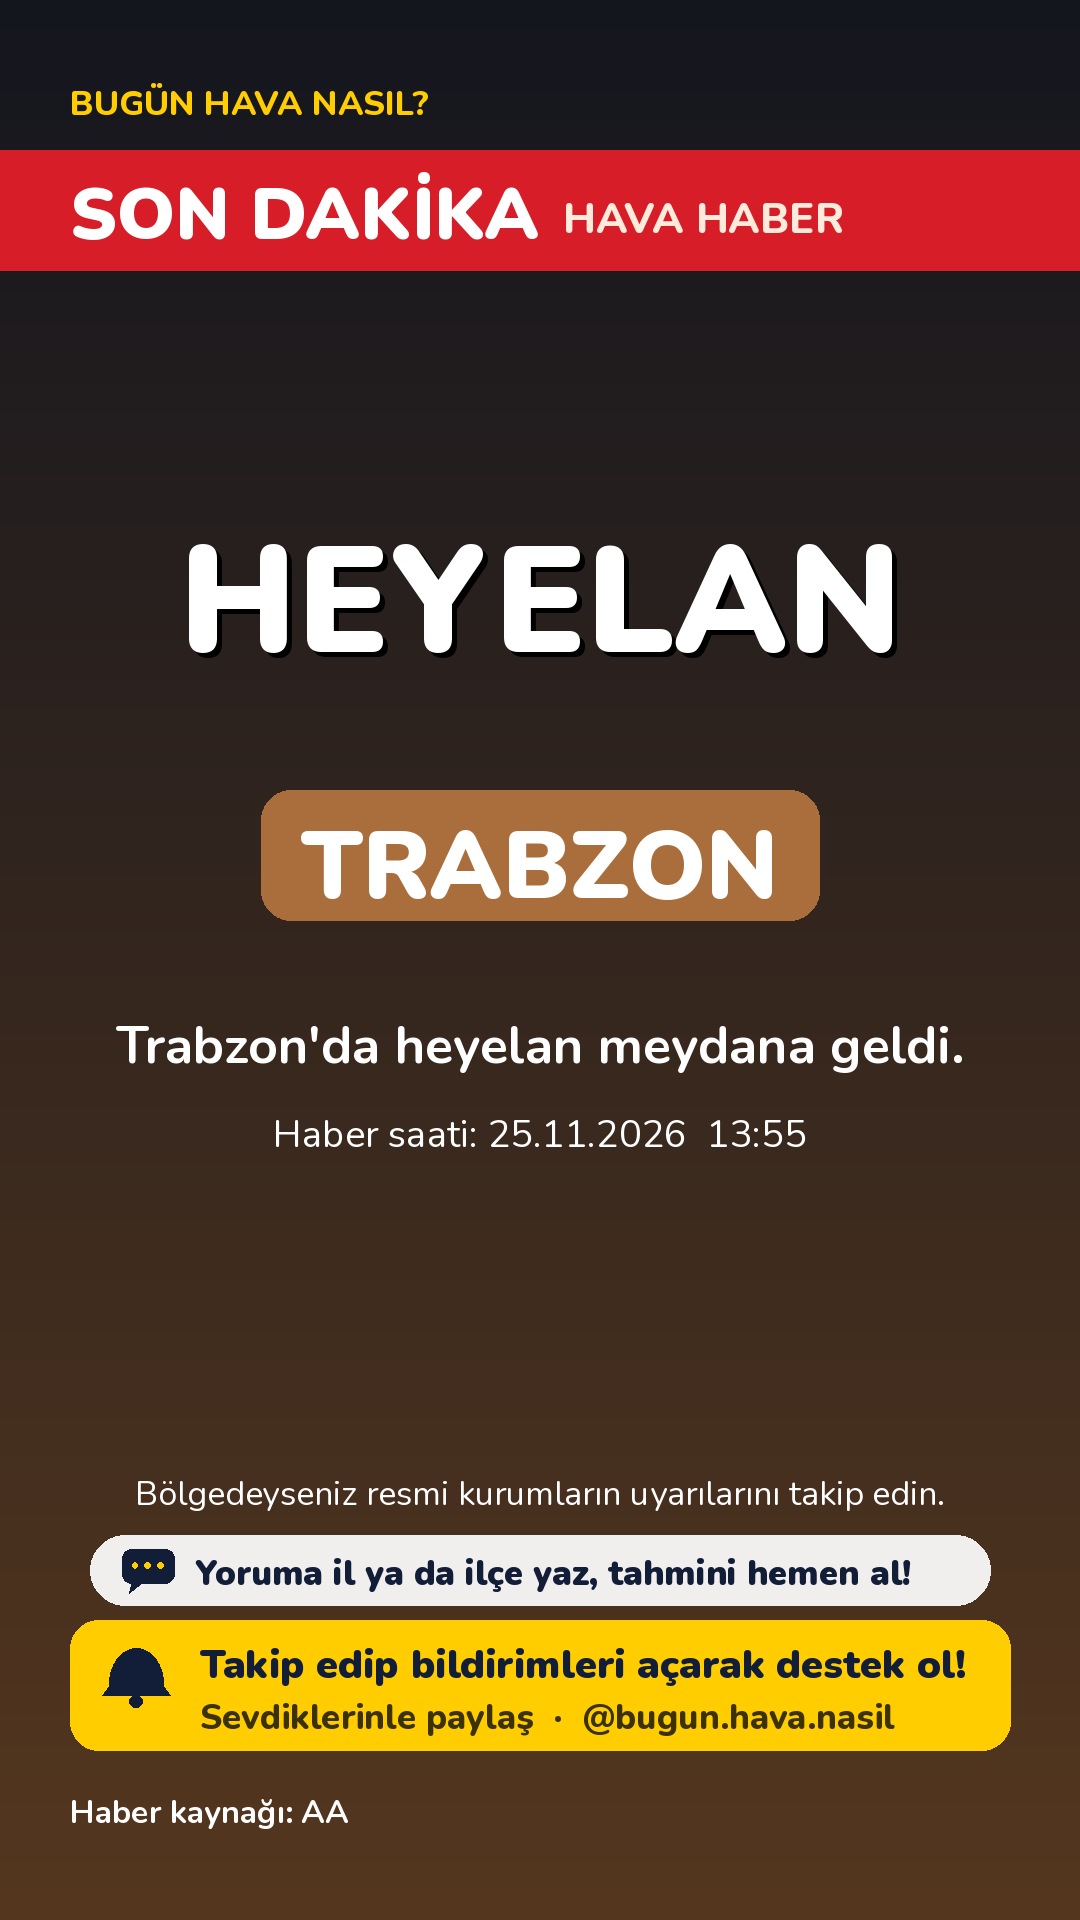 BUGÜN HAVA NASIL?
SON DAKİKA HAVA HABER
HEYELAN
TRABZON
Trabzon'da heyelan meydana geldi.
Haber saati: 25.11.2026 13:55
Bölgedeyseniz resmi kurumların uyarılarını takip edin.
Yoruma il ya da ilçe yaz, tahmini hemen al!
Takip edip bildirimleri açarak destek ol!
Sevdiklerinle paylaş · @bugun.hava.nasil
Haber kaynağı: AA